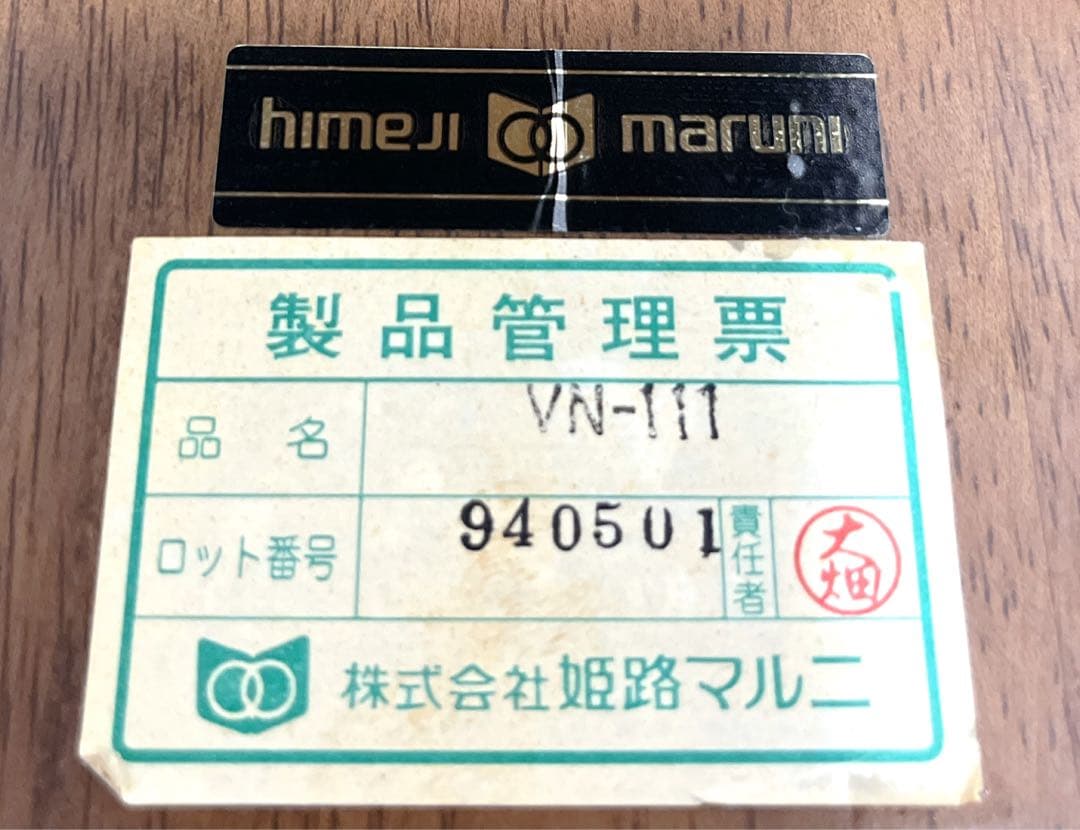 himeji maruni
製品管理票
品名 VN-111
ロット番号 940501 責任者 大畑
株式会社姫路マルニ